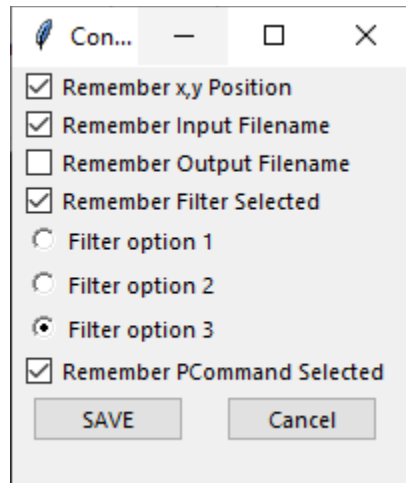 Con...
Remember x,y Position
Remember Input Filename
Remember Output Filename
Remember Filter Selected
Filter option 1
Filter option 2
Filter option 3
Remember PCommand Selected
SAVE Cancel